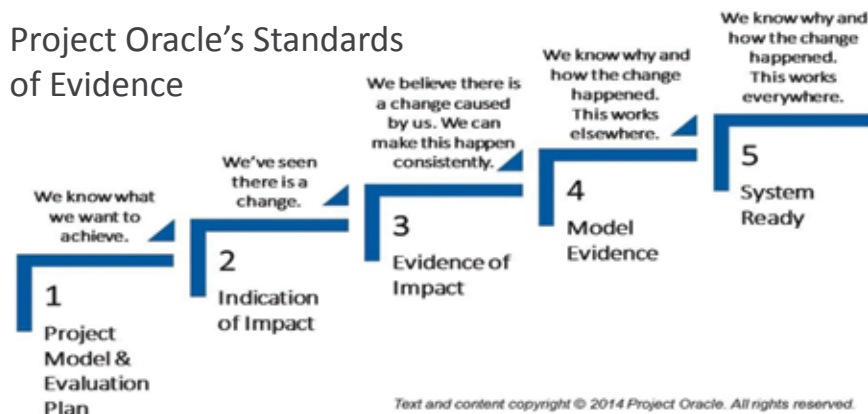 Project Oracle's Standards
of Evidence
We know what
we want to
achieve.
1
Project
Model &
Evaluation
Plan
We've seen
there is a
change.
2
Indication
of Impact
We believe there is
a change caused
by us. We can
make this happen
consistently.
3
Evidence of
Impact
We know why and
how the change
happened.
This works
elsewhere.
4
Model
Evidence
We know why and
how the change
happened.
This works
everywhere.
5
System
Ready
Text and content copyright © 2014 Project Oracle. All rights reserved.